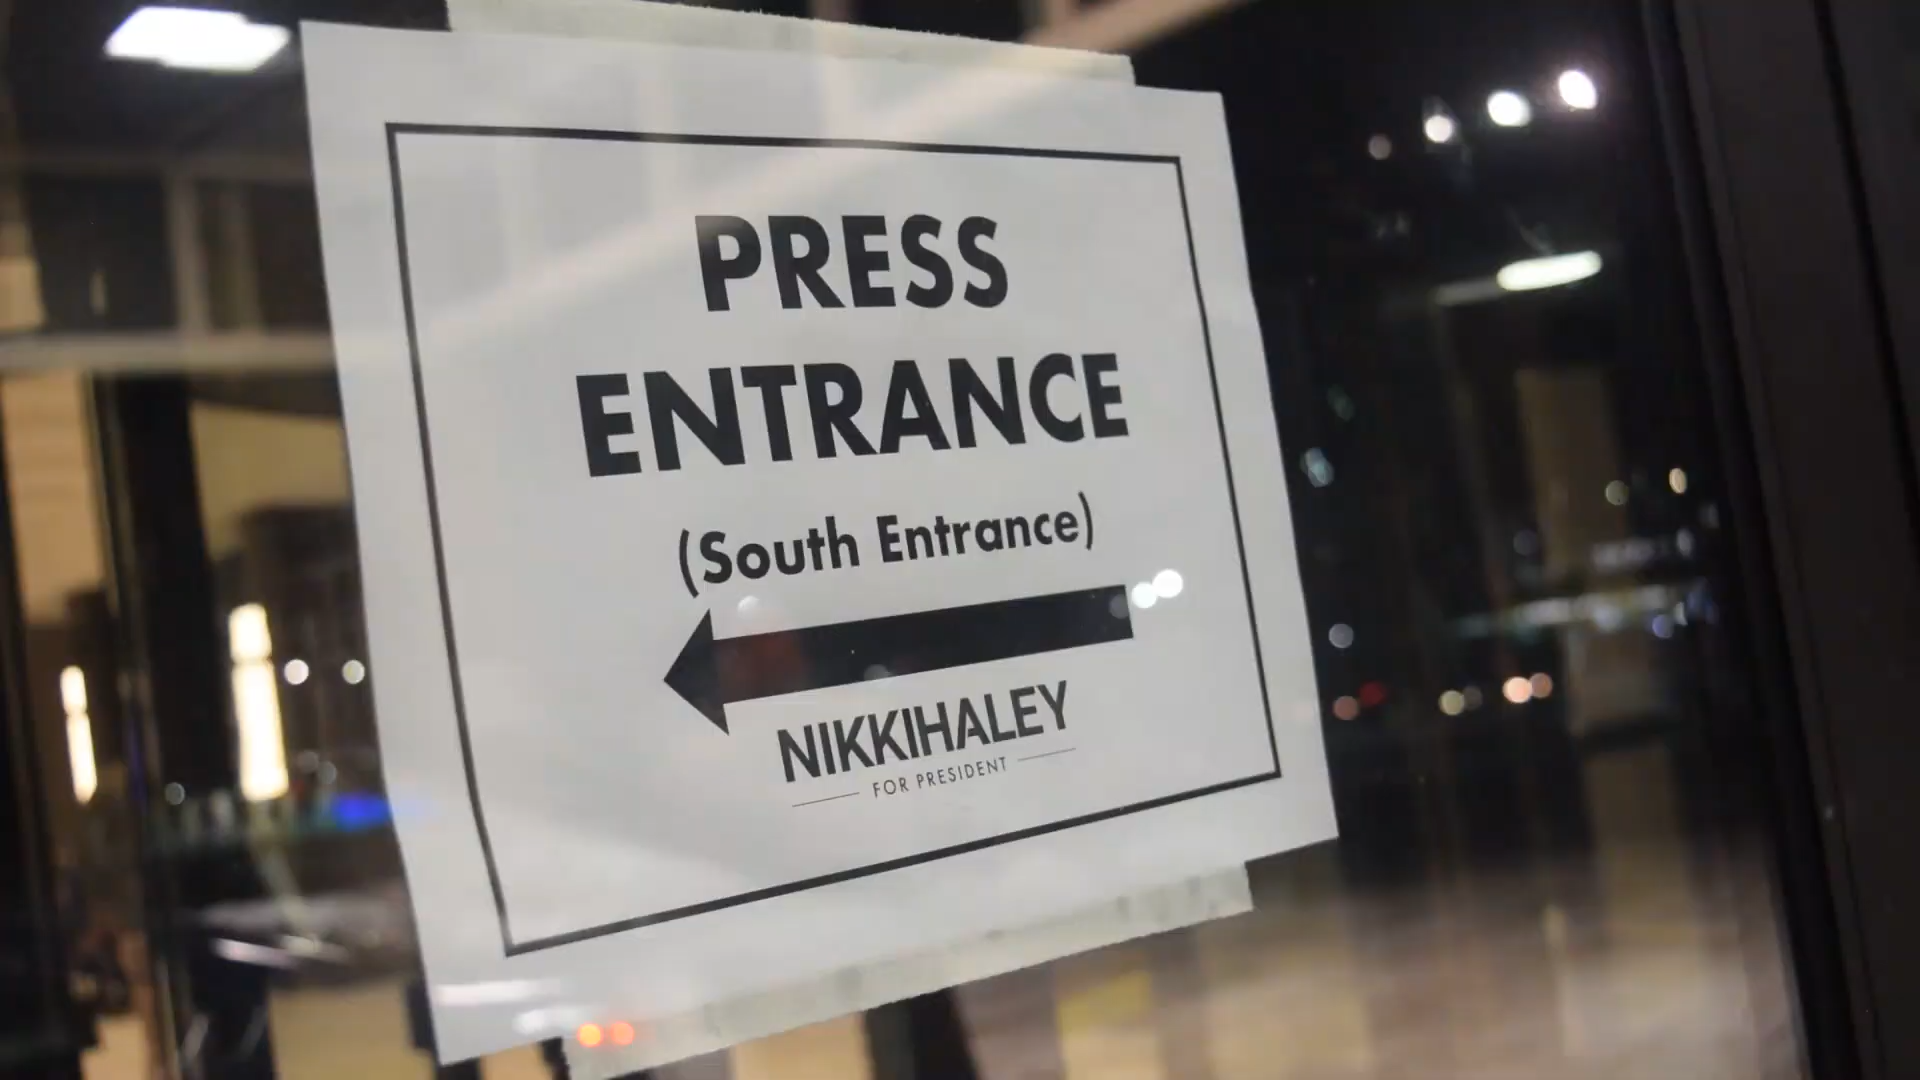 PRESS
ENTRANCE
(South Entrance)
NIKKIHALEY
FOR PRESIDENT